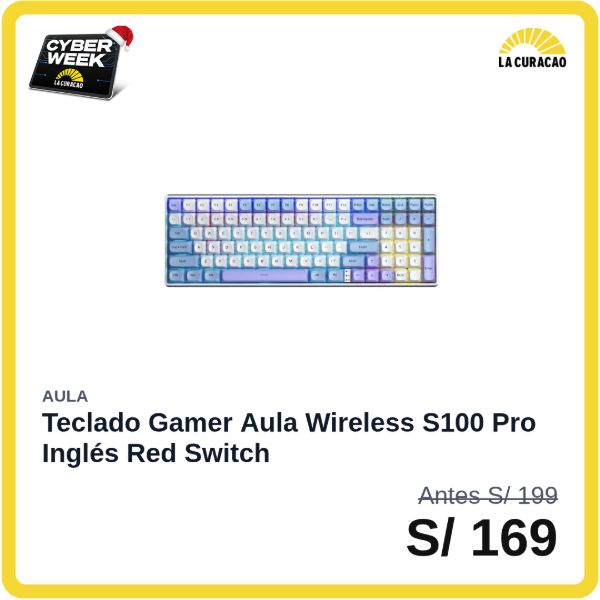 CYBER
WEEK
LA CURACAO
LA CURACAO
AULA
Teclado Gamer Aula Wireless S100 Pro
Inglés Red Switch
Antes S/ 199
S/ 169